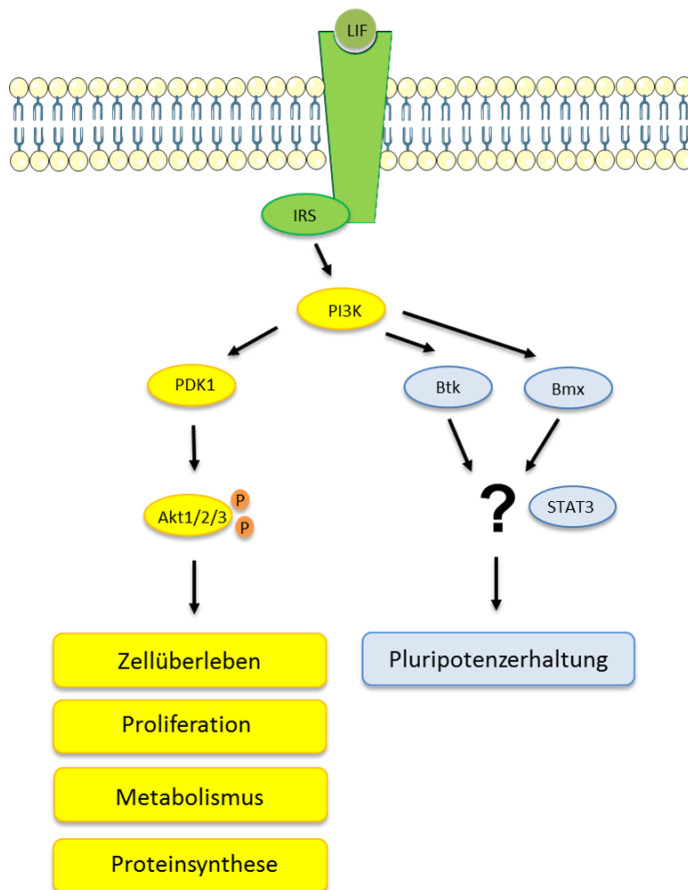 LIF
IRS
PI3K
PDK1
Btk
Bmx
Akt1/2/3
P
P
?
STAT3
Zellüberleben
Pluripotenzerhaltung
Proliferation
Metabolismus
Proteinsynthese